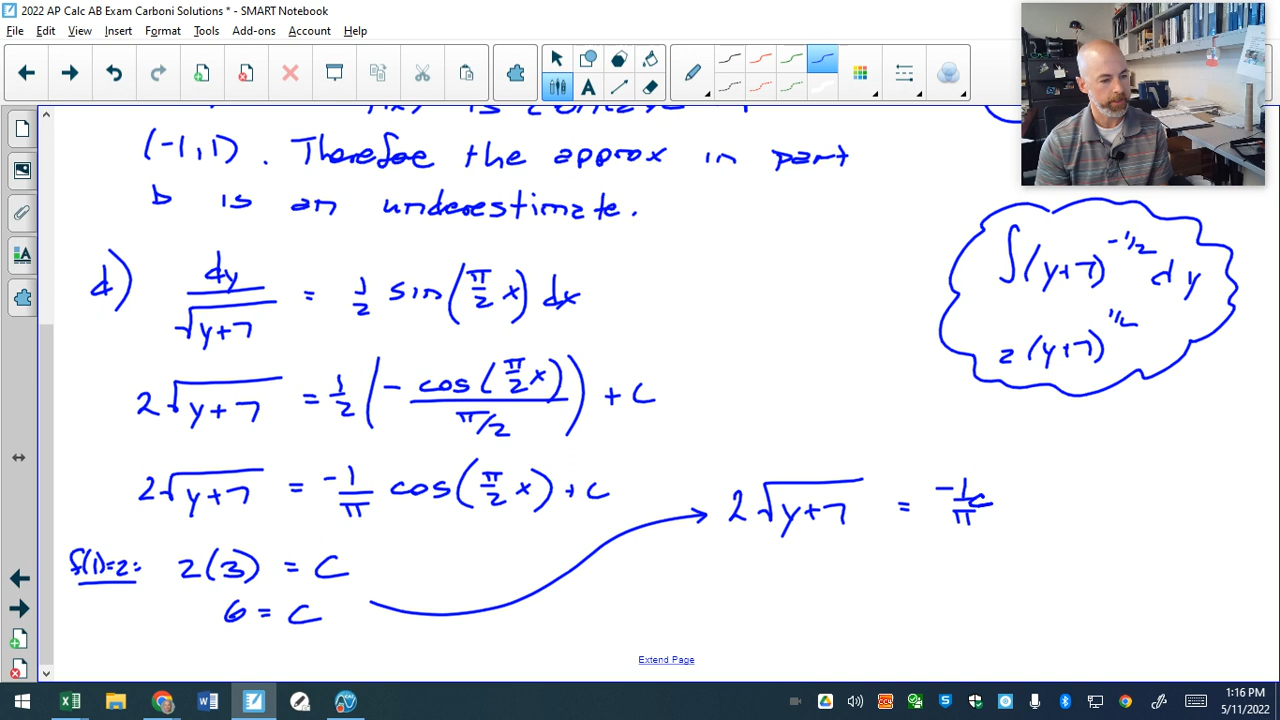 2022 AP Calc AB Exam Carboni Solutions * - SMART Notebook
File Edit View Insert Format Tools Add-ons Account Help
(-1,1). Therefore the approx in part
b is an underestimate.
d) dy/√(y+7) = 1/2 sin(π/2 x) dx
2√(y+7) = 1/2 (- cos(π/2 x)/(π/2)) + C
2√(y+7) = -1/π cos(π/2 x) + C
f(1)=2: 2(3) = C
6 = C
2√(y+7) = -1/π c
∫(y+7)^(-1/2) dy
2(y+7)^(1/2)
Extend Page
1:16 PM
5/11/2022